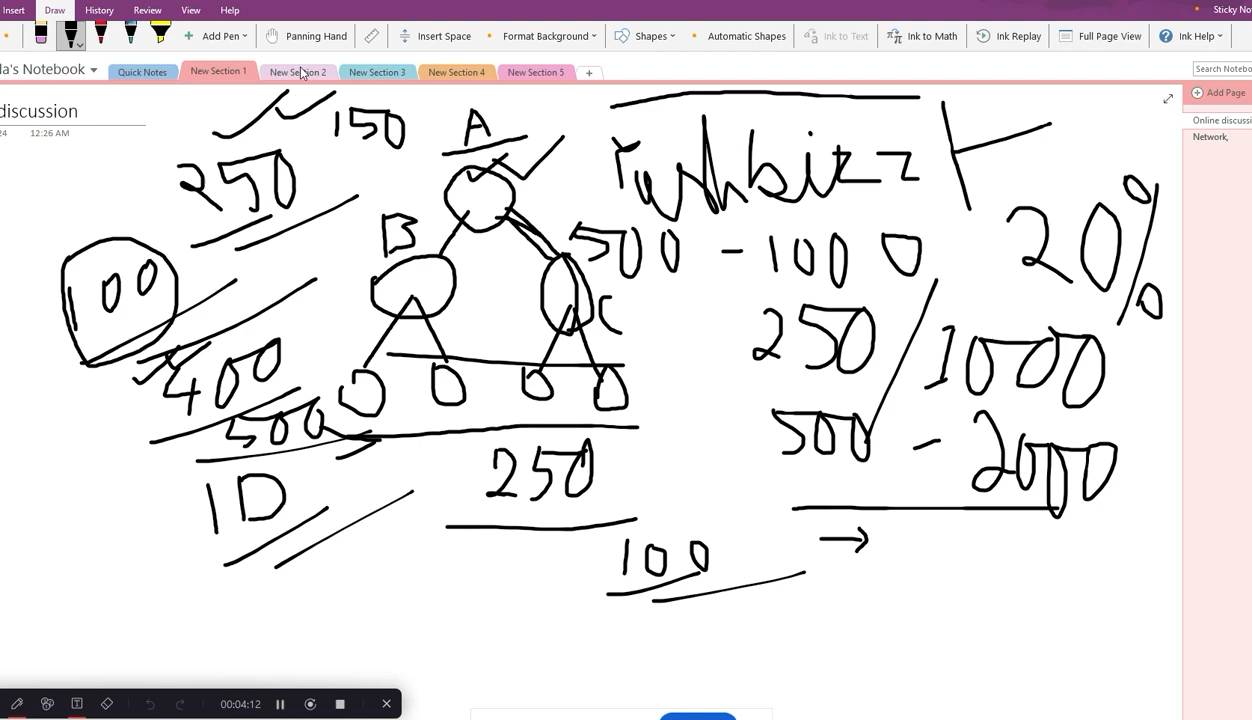 Insert Draw History Review View Help Sticky No
Add Pen Panning Hand Insert Space Format Background Shapes Automatic Shapes Ink to Text Ink to Math Ink Replay Full Page View Ink Help
la's Notebook Quick Notes New Section 1 New Section 2 New Section 3 New Section 4 New Section 5 + Search Notebo
discussion
Add Page
24 12:26 AM
Online discuss
Network,
150 A
250
B
500 - 1000 20%
100
C
250 1000
400
500
500 - 2000
1D
250
100
00:04:12